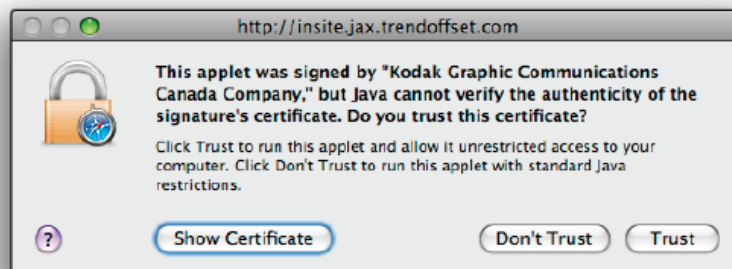 http://insite.jax.trendoffset.com
This applet was signed by "Kodak Graphic Communications
Canada Company," but Java cannot verify the authenticity of the
signature's certificate. Do you trust this certificate?
Click Trust to run this applet and allow it unrestricted access to your
computer. Click Don't Trust to run this applet with standard Java
restrictions.
? Show Certificate Don't Trust Trust